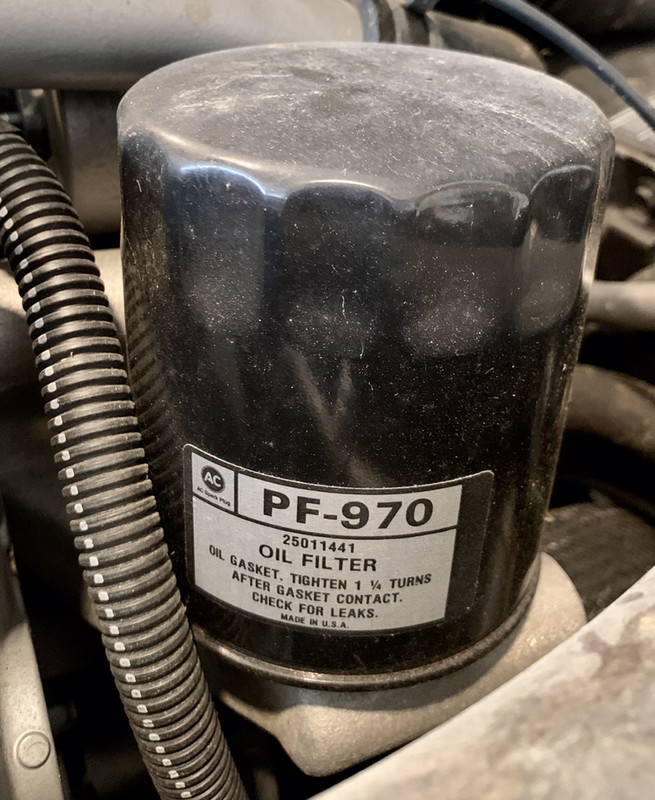 AC
AC Spark Plug
PF-970
25011441
OIL FILTER
OIL GASKET. TIGHTEN 1 ¼ TURNS
AFTER GASKET CONTACT.
CHECK FOR LEAKS.
MADE IN U.S.A.